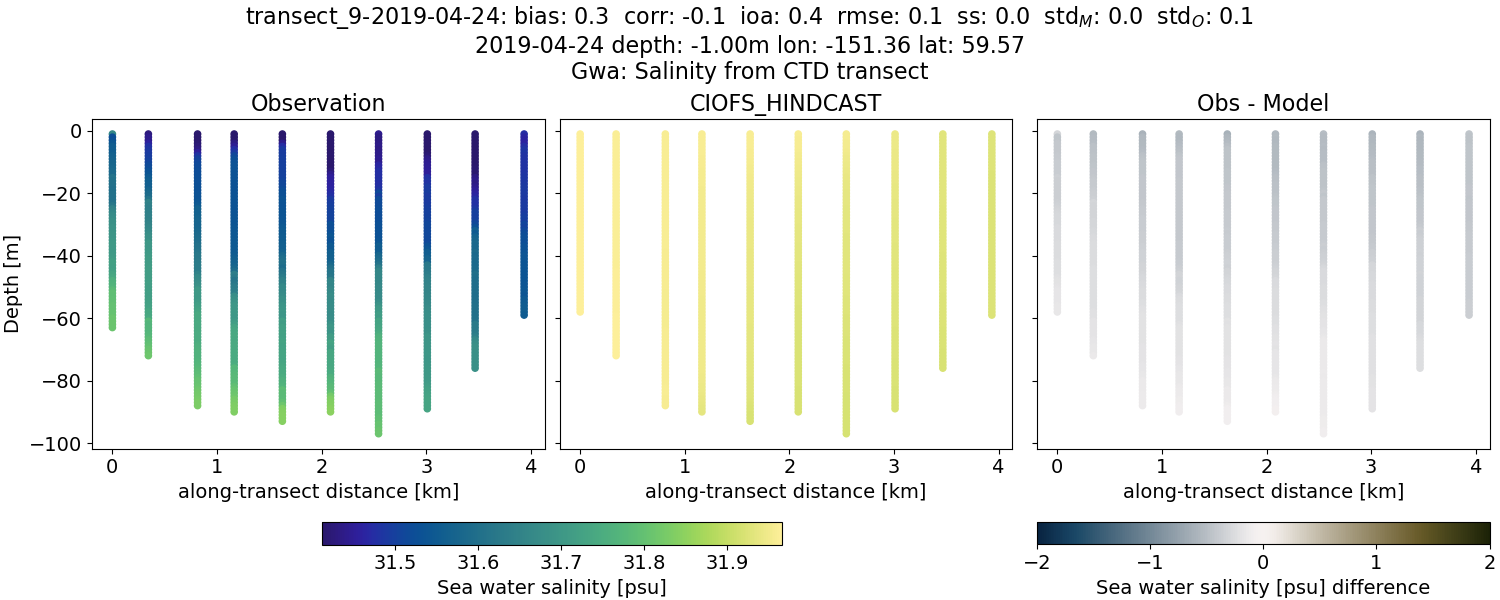 transect_9-2019-04-24: bias: 0.3 corr: -0.1 ioa: 0.4 rmse: 0.1 ss: 0.0 std_M: 0.0 std_O: 0.1
2019-04-24 depth: -1.00m lon: -151.36 lat: 59.57
Gwa: Salinity from CTD transect
Observation
CIOFS_HINDCAST
Obs - Model
Depth [m]
0
−20
−40
−60
−80
−100
0 1 2 3 4
0 1 2 3 4
0 1 2 3 4
along-transect distance [km]
along-transect distance [km]
along-transect distance [km]
31.5 31.6 31.7 31.8 31.9
Sea water salinity [psu]
−2 −1 0 1 2
Sea water salinity [psu] difference